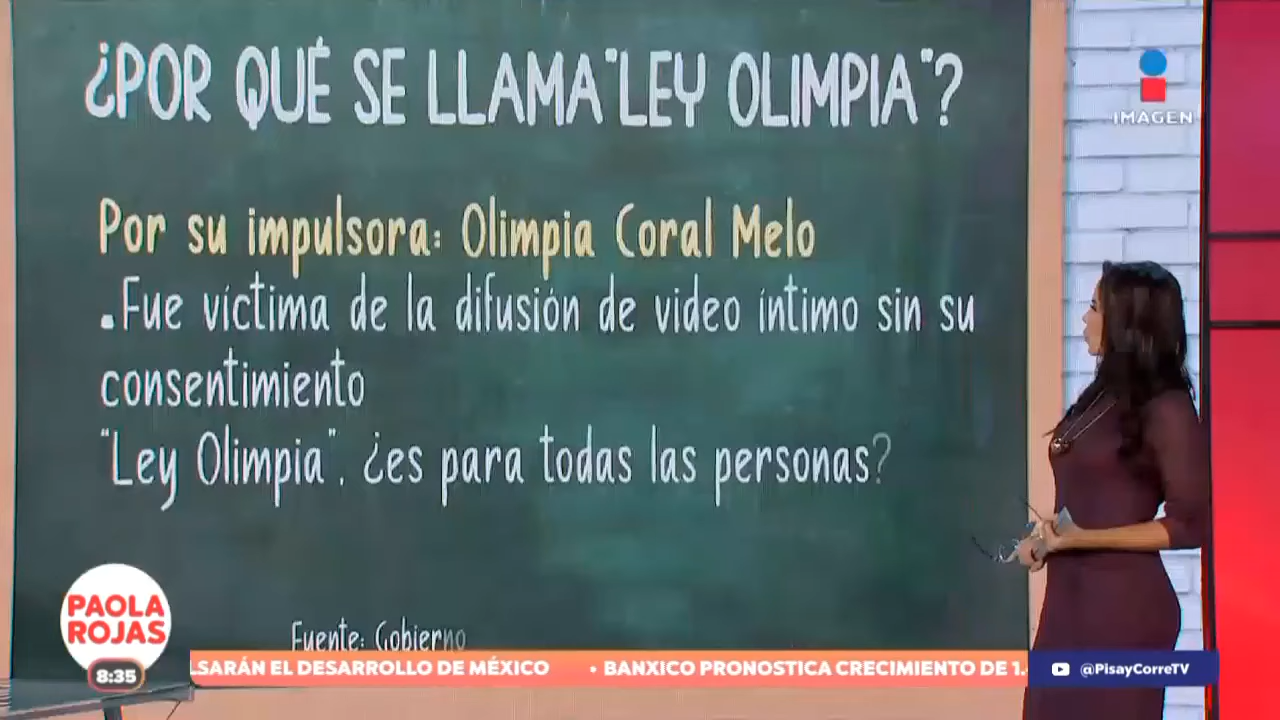 ¿POR QUÉ SE LLAMA "LEY OLIMPIA"?
IMAGEN
Por su impulsora: Olimpia Coral Melo
.Fue víctima de la difusión de video íntimo sin su
consentimiento
"Ley Olimpia". ¿es para todas las personas?
Fuente: Gobierno
PAOLA
ROJAS
8:35
LSARÁN EL DESARROLLO DE MÉXICO • BANXICO PRONOSTICA CRECIMIENTO DE 1.
@PisayCorreTV